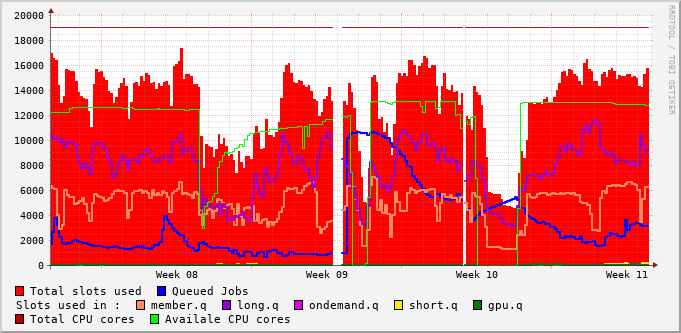 RRDTOOL / TOBI OETIKER
20000
18000
16000
14000
12000
10000
8000
6000
4000
2000
0
Week 08 Week 09 Week 10 Week 11
Total slots used Queued Jobs
Slots used in : member.q long.q ondemand.q short.q gpu.q
Total CPU cores Availale CPU cores